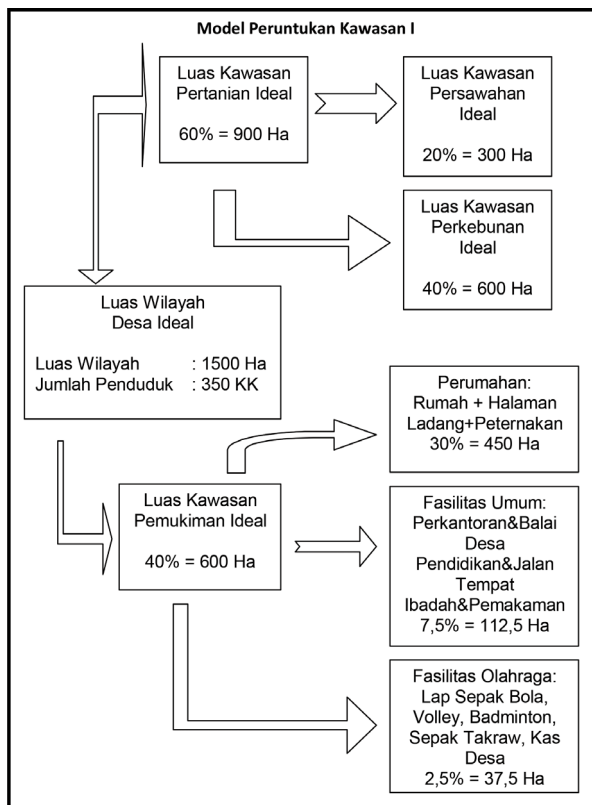 Model Peruntukan Kawasan I
Luas Kawasan
Pertanian Ideal
60% = 900 Ha
Luas Kawasan
Persawahan
Ideal
20% = 300 Ha
Luas Kawasan
Perkebunan
Ideal
40% = 600 Ha
Luas Wilayah
Desa Ideal
Luas Wilayah : 1500 Ha
Jumlah Penduduk : 350 KK
Perumahan:
Rumah + Halaman
Ladang+Peternakan
30% = 450 Ha
Luas Kawasan
Pemukiman Ideal
40% = 600 Ha
Fasilitas Umum:
Perkantoran&Balai
Desa
Pendidikan&Jalan
Tempat
Ibadah&Pemakaman
7,5% = 112,5 Ha
Fasilitas Olahraga:
Lap Sepak Bola,
Volley, Badminton,
Sepak Takraw, Kas
Desa
2,5% = 37,5 Ha